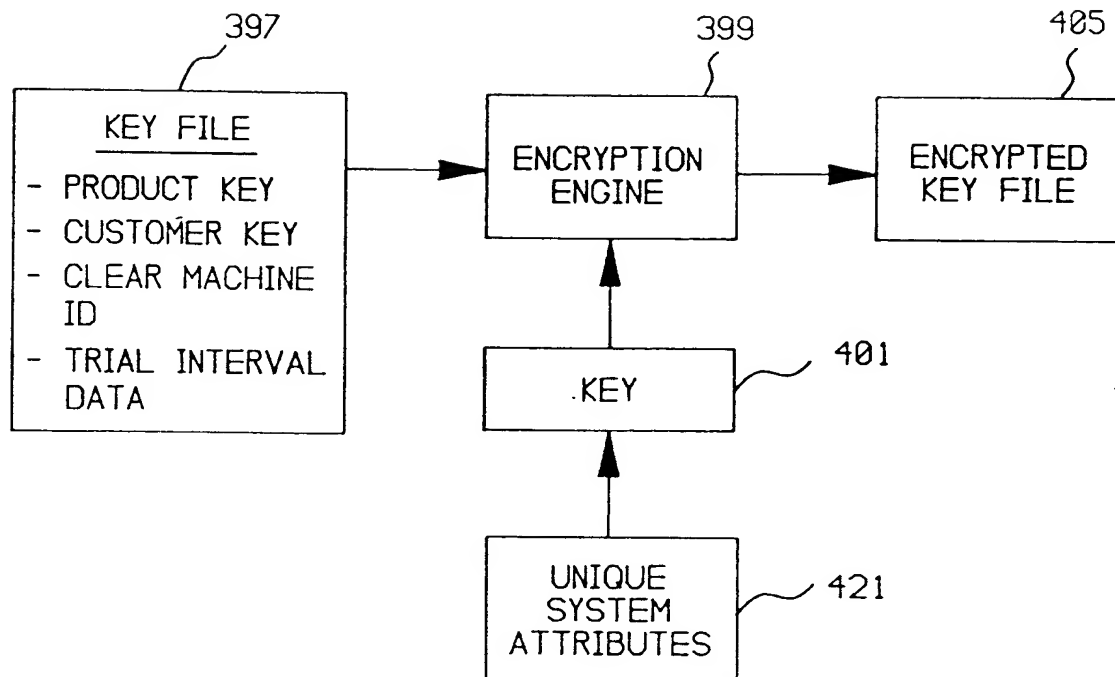 397
399
405
KEY FILE
- PRODUCT KEY
- CUSTOMER KEY
- CLEAR MACHINE
ID
- TRIAL INTERVAL
DATA
ENCRYPTION
ENGINE
ENCRYPTED
KEY FILE
.KEY
401
UNIQUE
SYSTEM
ATTRIBUTES
421